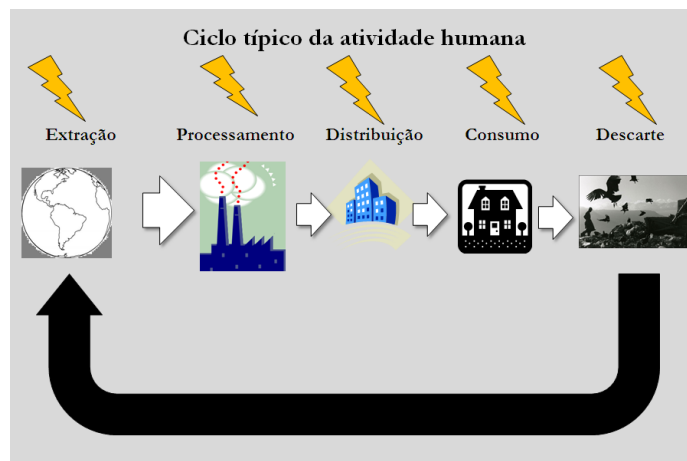 Ciclo típico da atividade humana
Extração Processamento Distribuição Consumo Descarte